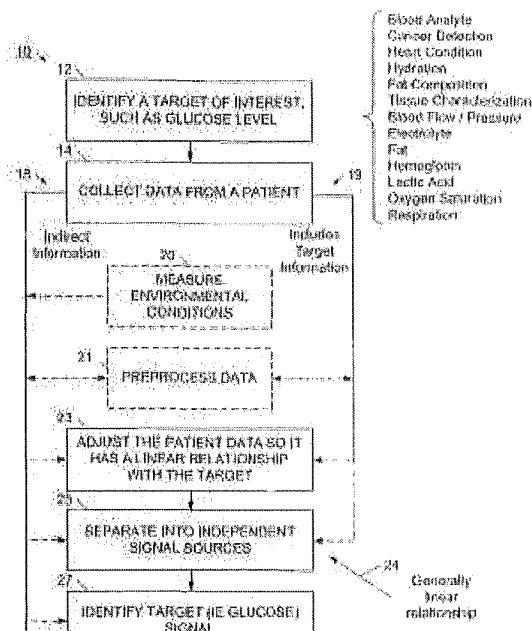 10
12
IDENTIFY A TARGET OF INTEREST,
SUCH AS GLUCOSE LEVEL
Blood Analyte
Cancer Detection
Heart Condition
Hydration
Fat Composition
Tissue Characterization
Blood Flow / Pressure
Electrolyte
Fat
Hemoglobin
Lactic Acid
Oxygen Saturation
Respiration
14
18
COLLECT DATA FROM A PATIENT
19
Indirect
Information
Includes
Target
Information
20
MEASURE
ENVIRONMENTAL
CONDITIONS
21
PREPROCESS DATA
23
ADJUST THE PATIENT DATA SO IT
HAS A LINEAR RELATIONSHIP
WITH THE TARGET
25
SEPARATE INTO INDEPENDENT
SIGNAL SOURCES
24
Generally
linear
relationship
27
IDENTIFY TARGET (IE GLUCOSE)
SIGNAL